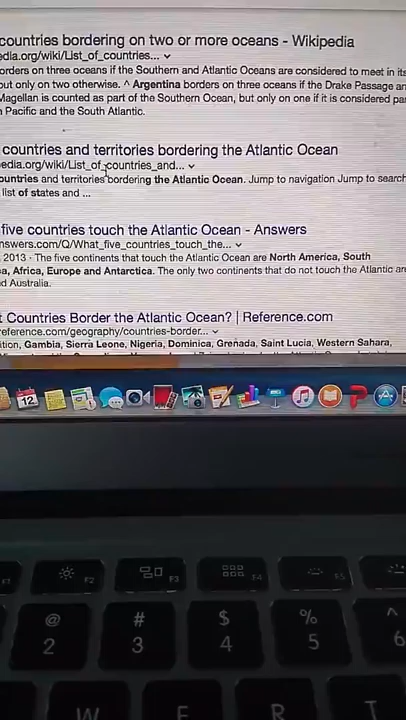 countries bordering on two or more oceans - Wikipedia
edia.org/wiki/List_of_countries...
orders on three oceans if the Southern and Atlantic Oceans are considered to meet in its
but only on two otherwise. ^ Argentina borders on three oceans if the Drake Passage an
Magellan is counted as part of the Southern Ocean, but only on one if it is considered pa
n Pacific and the South Atlantic.
countries and territories bordering the Atlantic Ocean
pedia.org/wiki/List_of_countries_and...
ountries and territories bordering the Atlantic Ocean. Jump to navigation Jump to search
list of states and ...
five countries touch the Atlantic Ocean - Answers
nswers.com/Q/What_five_countries_touch_the...
2013 · The five continents that touch the Atlantic Ocean are North America, South
a, Africa, Europe and Antarctica. The only two continents that do not touch the Atlantic are
d Australia.
t Countries Border the Atlantic Ocean? | Reference.com
reference.com/geography/countries-border...
ition, Gambia, Sierra Leone, Nigeria, Dominica, Grenada, Saint Lucia, Western Sahara,
12
F1 F2 F3 F4 F5
@ # $ % ^
2 3 4 5 6
W E R T